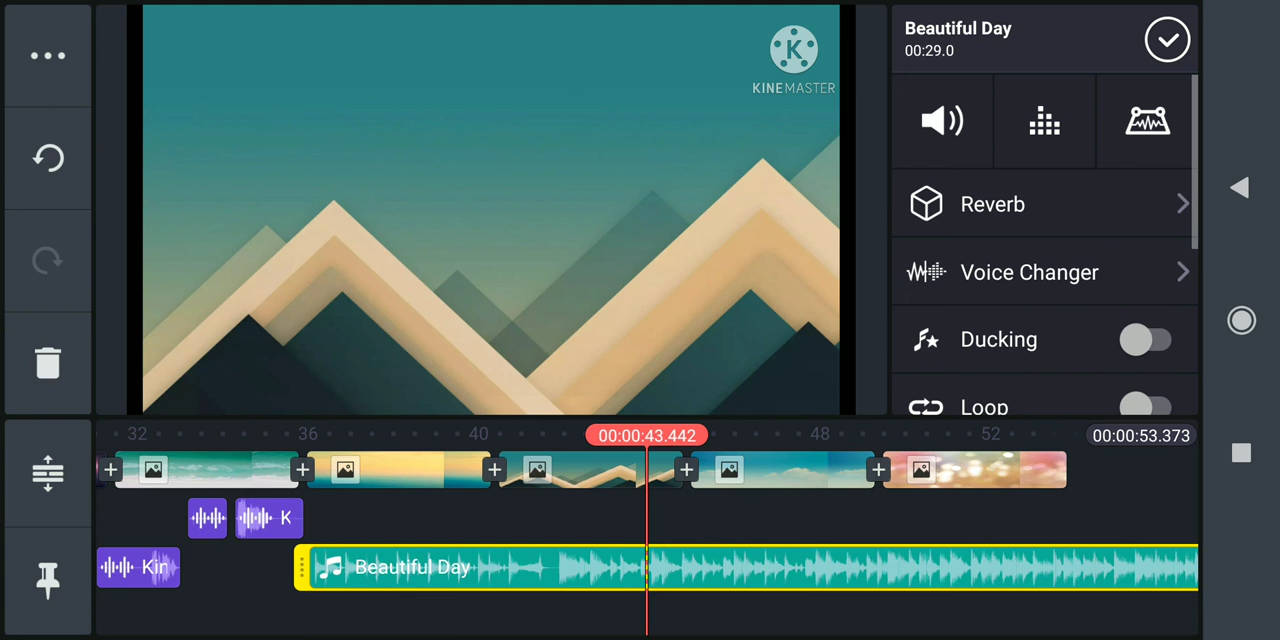 Beautiful Day
00:29.0
K
KINEMASTER
Reverb
Voice Changer
Ducking
Loop
32
36
40
00:00:43.442
48
52
00:00:53.373
K
Kin
Beautiful Day